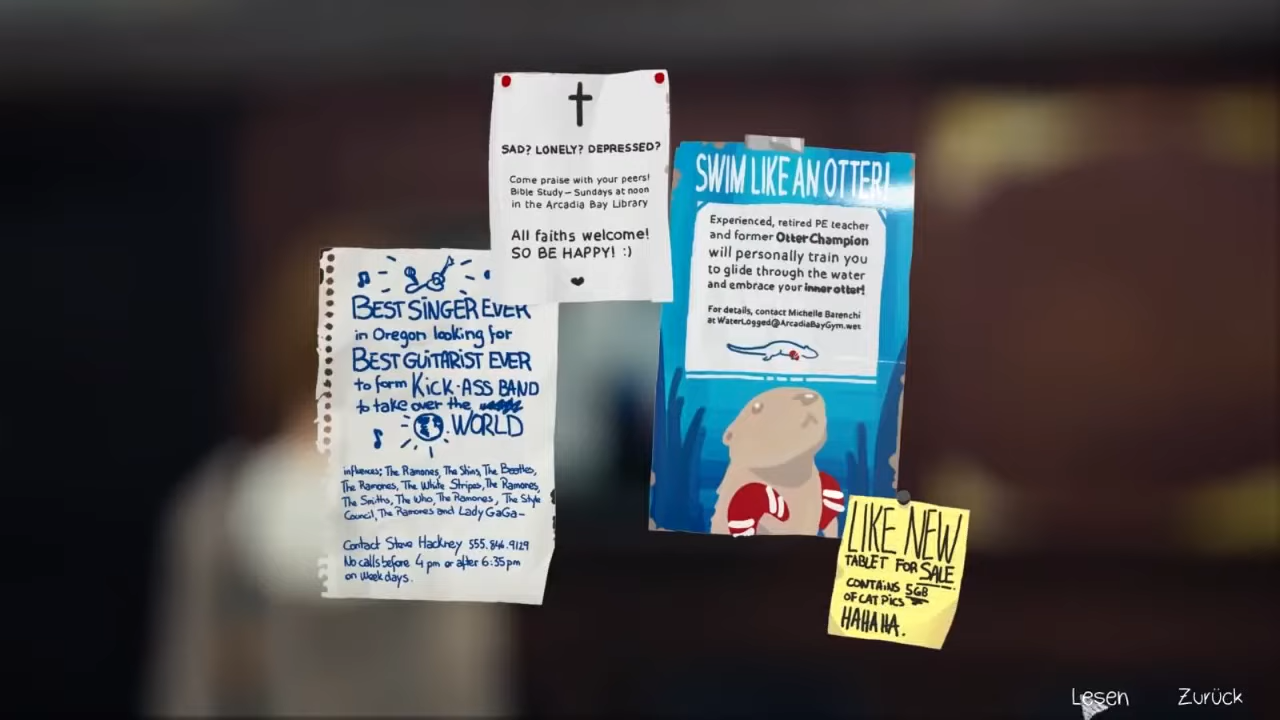 SAD? LONELY? DEPRESSED?
Come praise with your peers!
Bible Study - Sundays at noon
in the Arcadia Bay Library
All faiths welcome!
SO BE HAPPY! :)
SWIM LIKE AN OTTER!
Experienced, retired PE teacher
and former Otter Champion
will personally train you
to glide through the water
and embrace your inner otter!
For details, contact Michelle Barenchi
at WaterLogged@ArcadiaBayGym.wet
BEST SINGER EVER
in Oregon looking for
BEST GUITARIST EVER
to form KICK-ASS BAND
to take over the
WORLD
influences: The Ramones, The Shins, The Beatles,
The Ramones, The White Stripes, The Ramones,
The Smiths, The Who, The Ramones, The Style
Council, The Ramones and Lady GaGa-
Contact Steve Hackney 555.846.9129
No calls before 4 pm or after 6:35 pm
on weekdays.
LIKE NEW
TABLET FOR SALE
CONTAINS 5GB
OF CAT PICS
HAHAHA.
Lesen Zurück